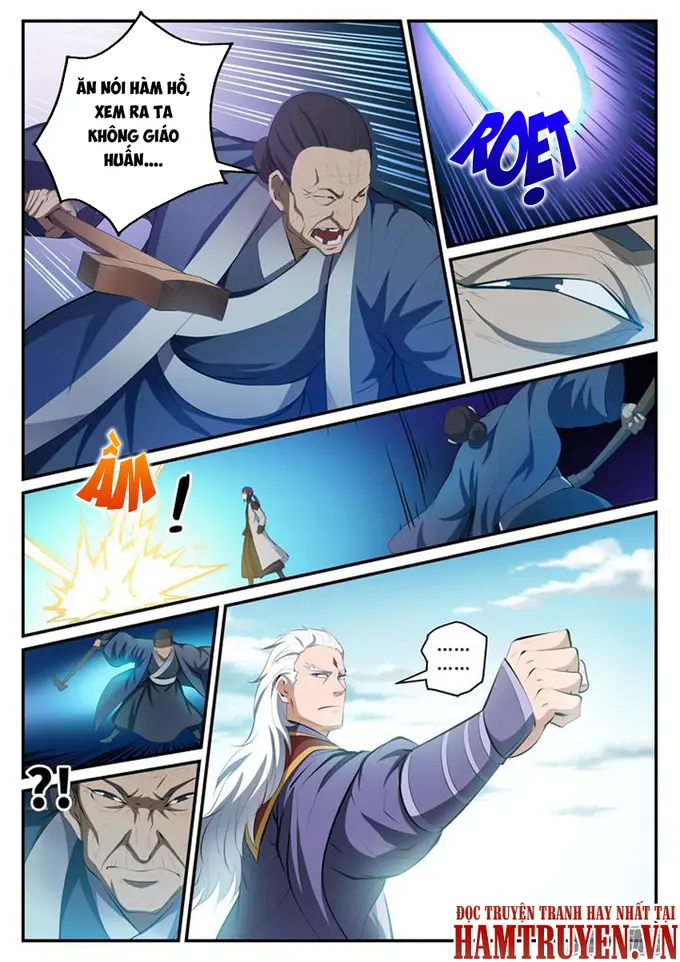 ĂN NÓI HÀM HỒ,
XEM RA TA
KHÔNG GIÁO
HUẤN....
ROẸT
ẦM
!
?!
......
......
ĐỌC TRUYỆN TRANH HAY NHẤT TẠI
HAMTRUYEN.VN